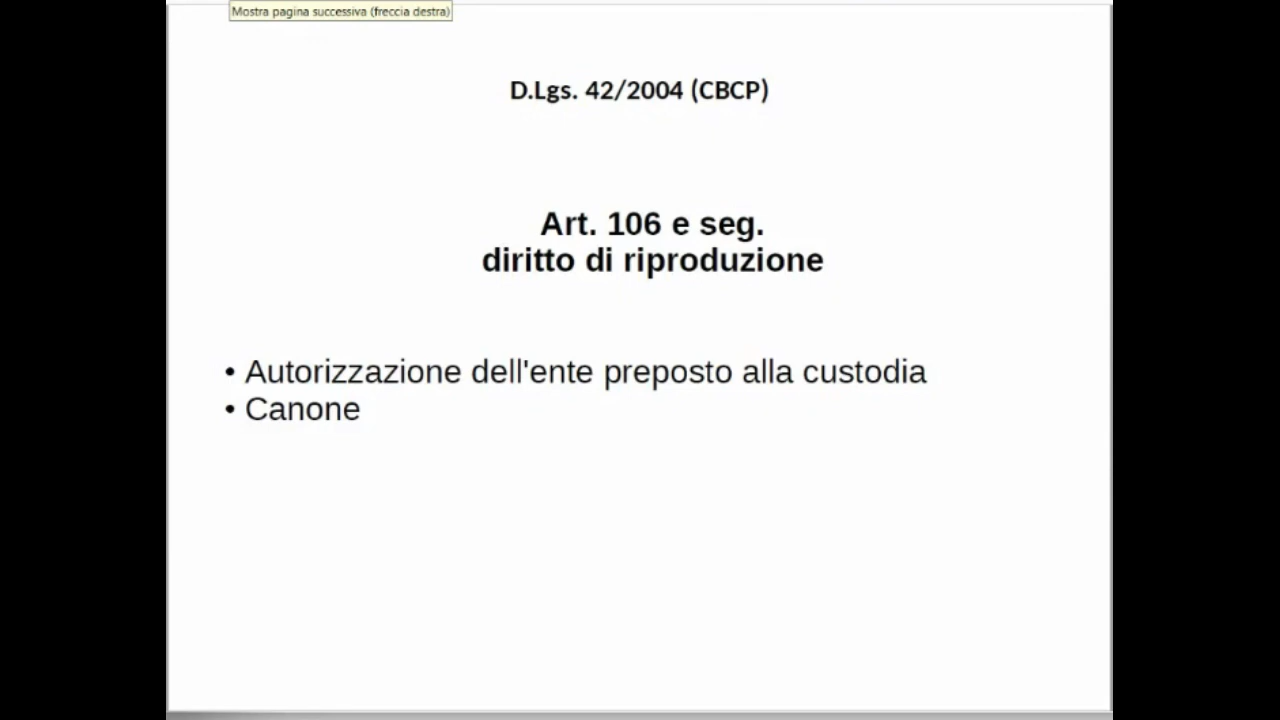 Mostra pagina successiva (freccia destra)
D.Lgs. 42/2004 (CBCP)
Art. 106 e seg.
diritto di riproduzione
• Autorizzazione dell'ente preposto alla custodia
• Canone